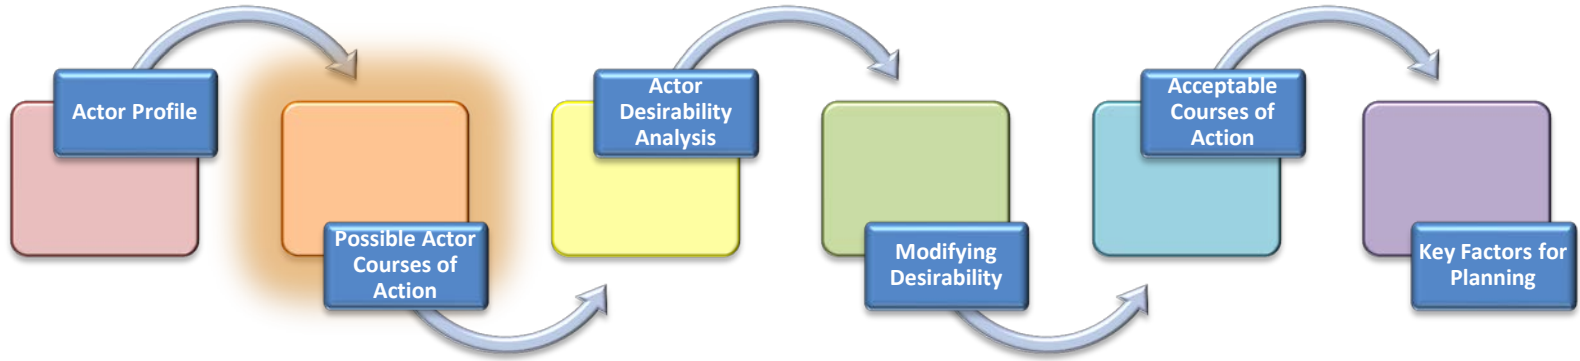 Actor Profile
Possible Actor
Courses of
Action
Actor
Desirability
Analysis
Modifying
Desirability
Acceptable
Courses of
Action
Key Factors for
Planning